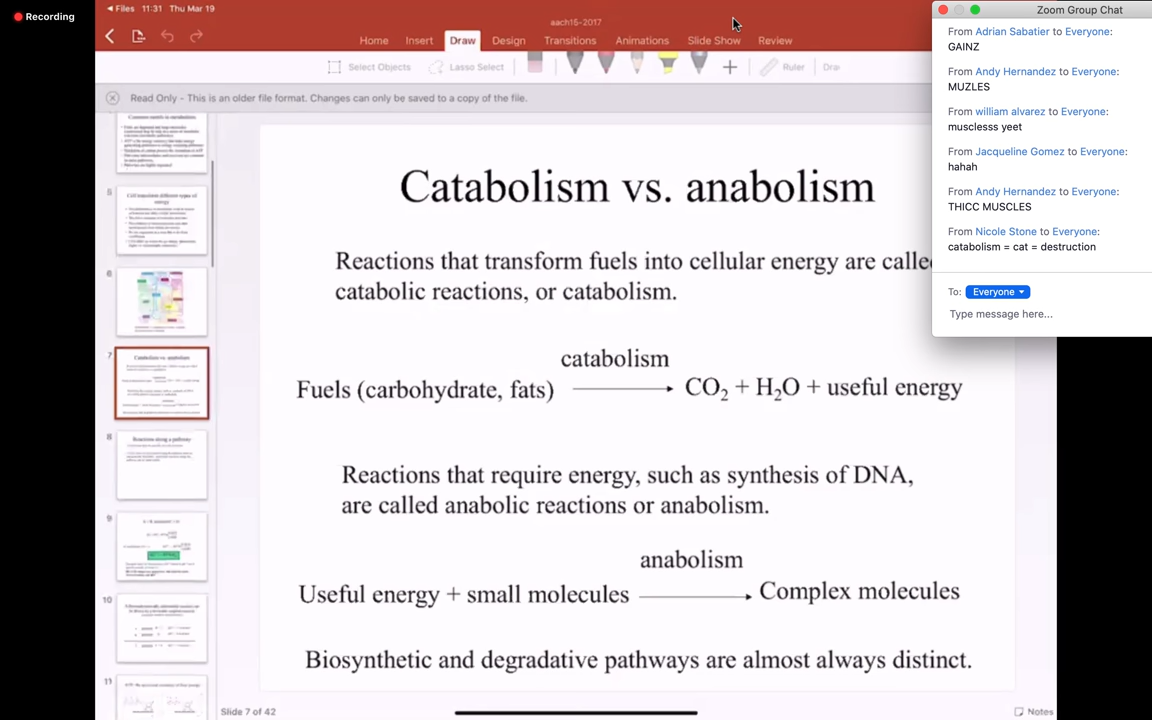 Recording
Files 11:31 Thu Mar 19
aach15-2017
Home Insert Draw Design Transitions Animations Slide Show Review
Select Objects Lasso Select Ruler
Read Only - This is an older file format. Changes can only be saved to a copy of the file.
5
6
7
8
9
10
11
Catabolism vs. anabolism
Reactions that transform fuels into cellular energy are
catabolic reactions, or catabolism.
catabolism
Fuels (carbohydrate, fats) → CO₂ + H₂O + useful energy
Reactions that require energy, such as synthesis of DNA,
are called anabolic reactions or anabolism.
anabolism
Useful energy + small molecules → Complex molecules
Biosynthetic and degradative pathways are almost always distinct.
Slide 7 of 42
Notes
Zoom Group Chat
From Adrian Sabatier to Everyone:
GAINZ
From Andy Hernandez to Everyone:
MUZLES
From william alvarez to Everyone:
musclesss yeet
From Jacqueline Gomez to Everyone:
hahah
From Andy Hernandez to Everyone:
THICC MUSCLES
From Nicole Stone to Everyone:
catabolism = cat = destruction
To: Everyone
Type message here...